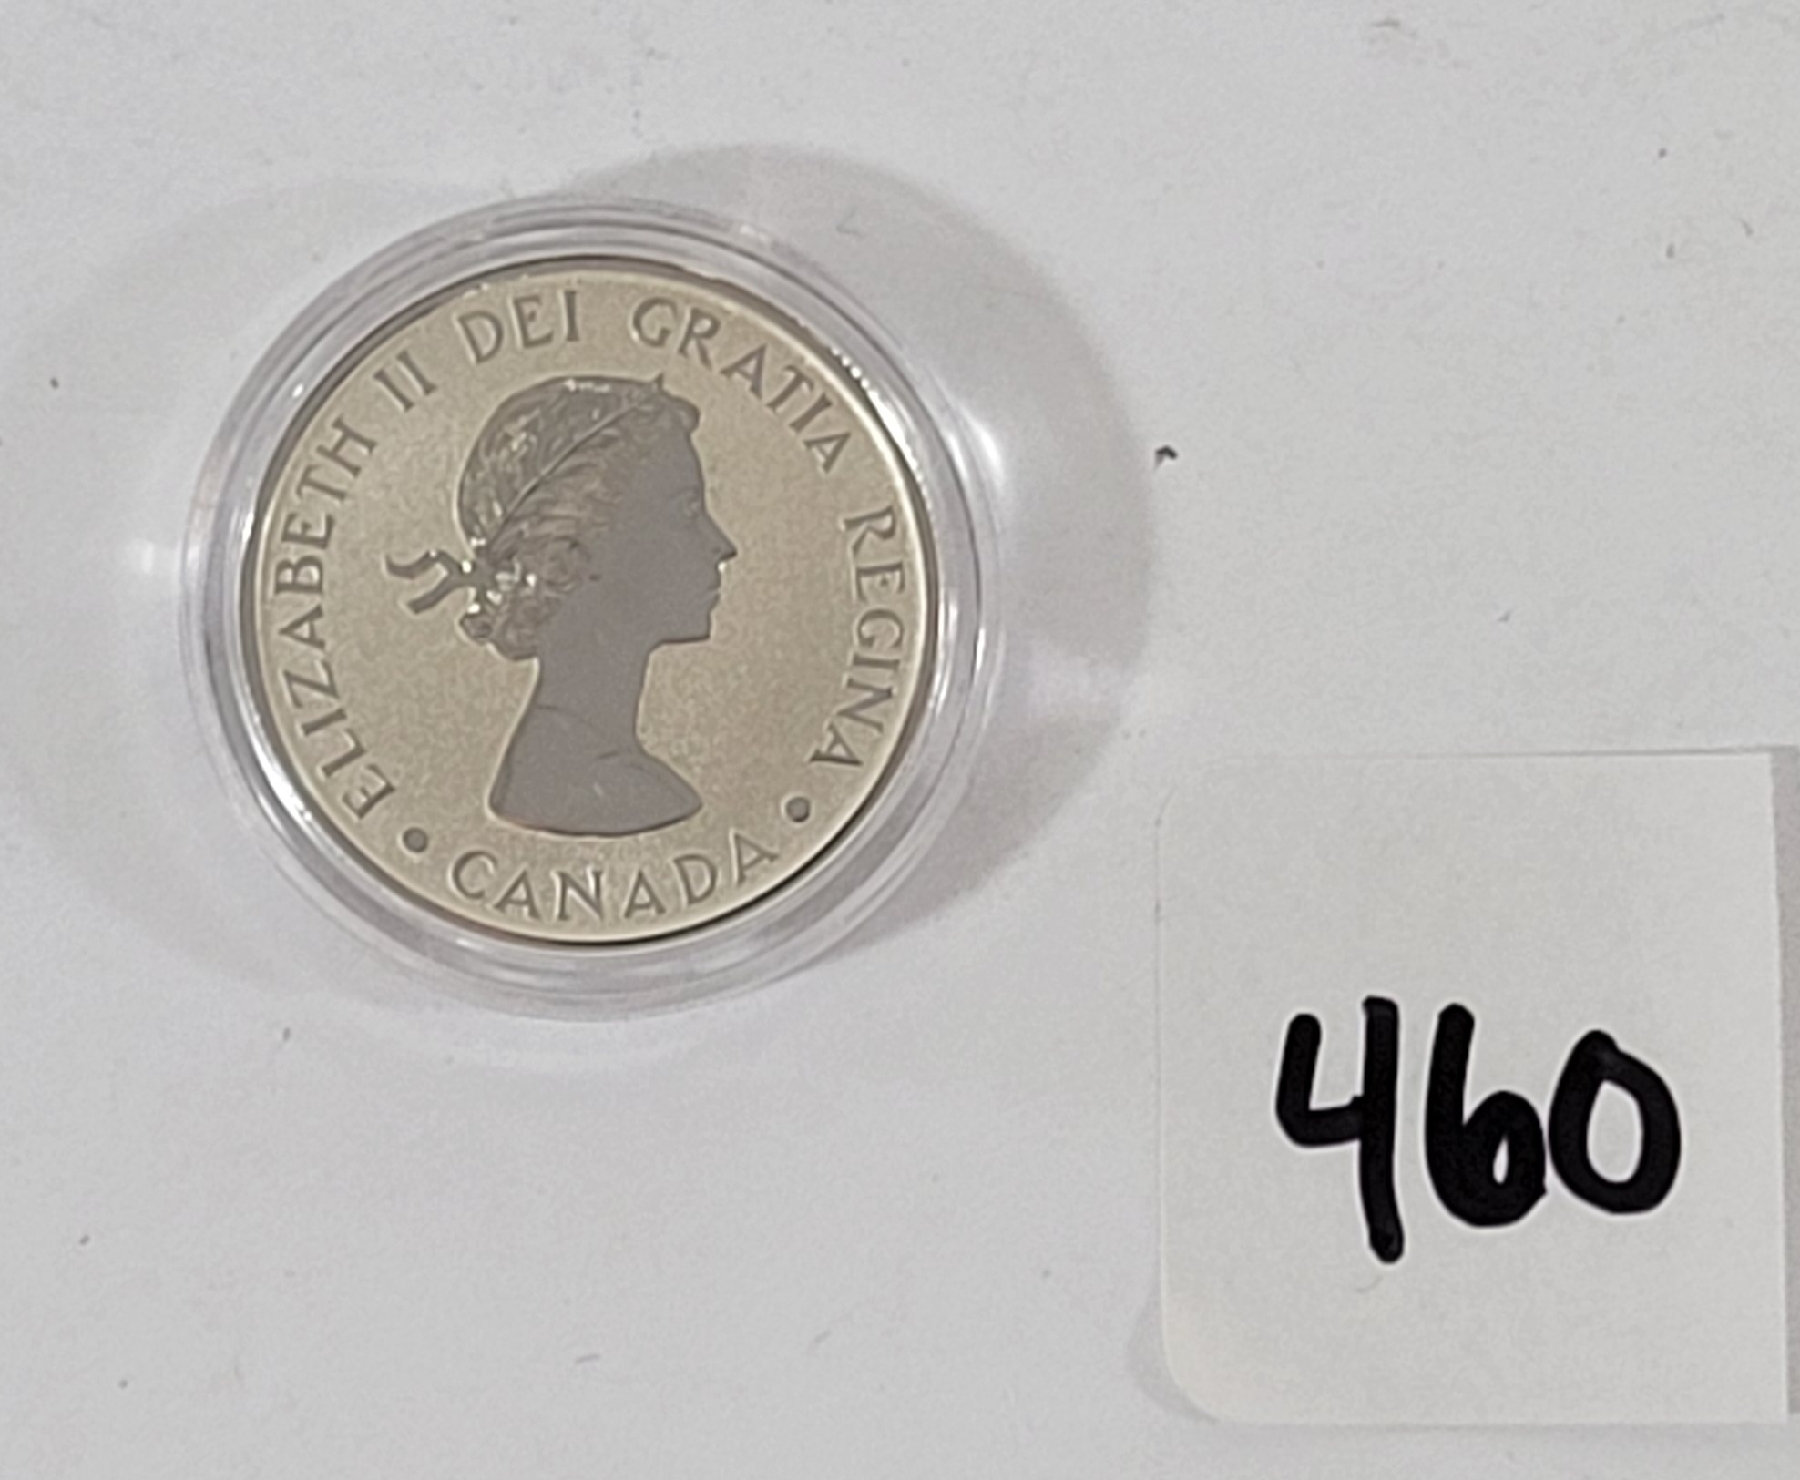 ELIZABETH II DEI GRATIA REGINA
• CANADA •
460